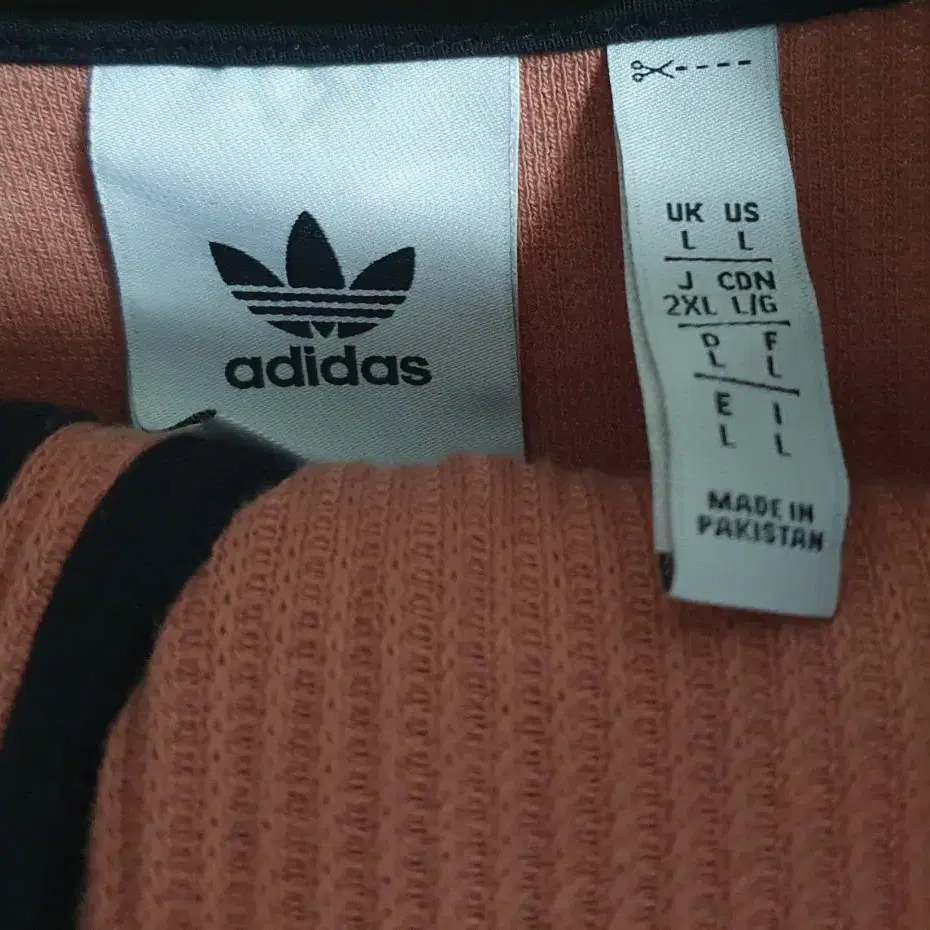 adidas
UK US
L L
J CDN
2XL L/G
D F
L L
E I
L L
MADE IN
PAKISTAN